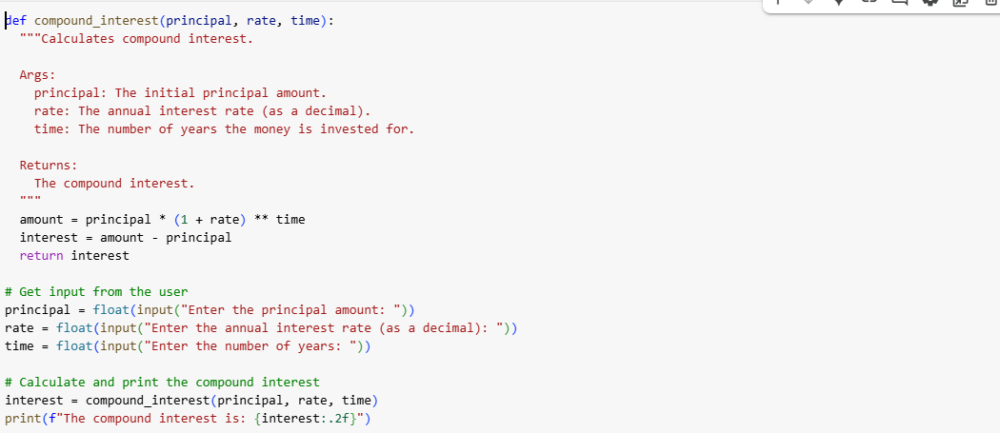 def compound_interest(principal, rate, time):
  """Calculates compound interest.

  Args:
    principal: The initial principal amount.
    rate: The annual interest rate (as a decimal).
    time: The number of years the money is invested for.

  Returns:
    The compound interest.
  """
  amount = principal * (1 + rate) ** time
  interest = amount - principal
  return interest

# Get input from the user
principal = float(input("Enter the principal amount: "))
rate = float(input("Enter the annual interest rate (as a decimal): "))
time = float(input("Enter the number of years: "))

# Calculate and print the compound interest
interest = compound_interest(principal, rate, time)
print(f"The compound interest is: {interest:.2f}")